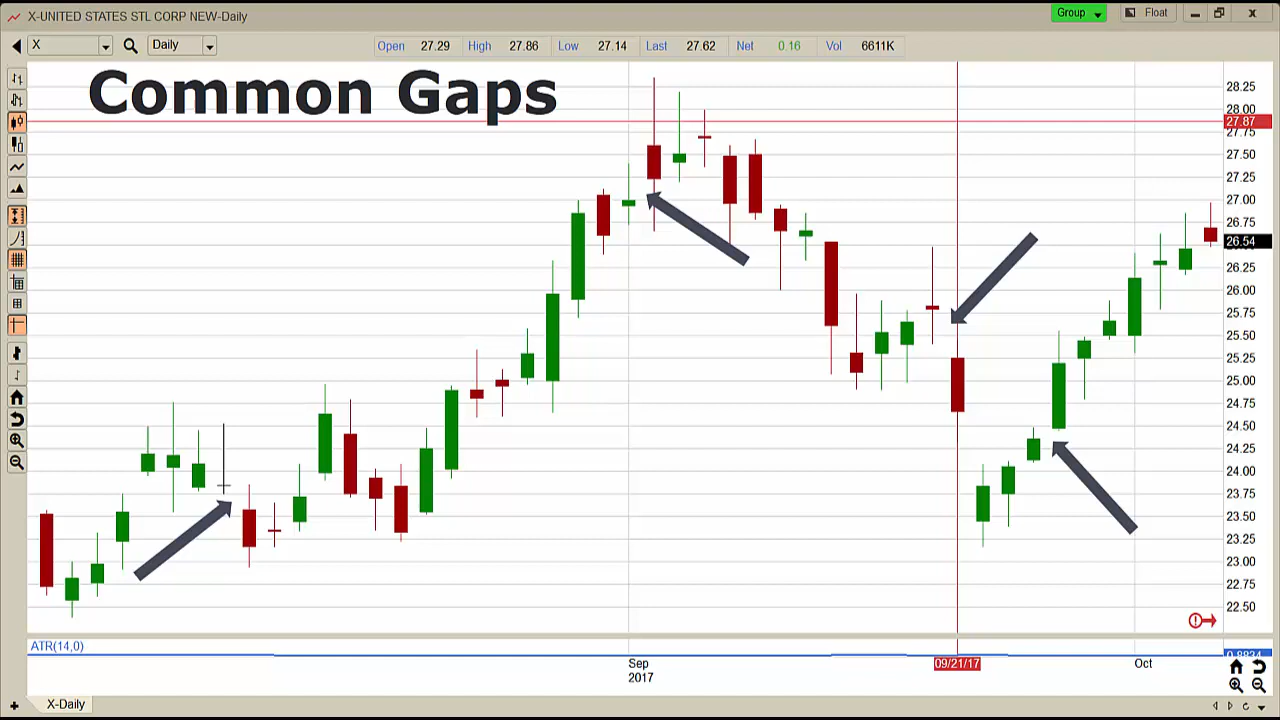 X-UNITED STATES STL CORP NEW-Daily
Group
Float
X
Daily
Open 27.29 High 27.86 Low 27.14 Last 27.62 Net 0.16 Vol 6611K
Common Gaps
28.25
28.00
27.87
27.75
27.50
27.25
27.00
26.75
26.54
26.25
26.00
25.75
25.50
25.25
25.00
24.75
24.50
24.25
24.00
23.75
23.50
23.25
23.00
22.75
22.50
ATR(14,0)
0.8834
Sep
2017
09/21/17
Oct
X-Daily